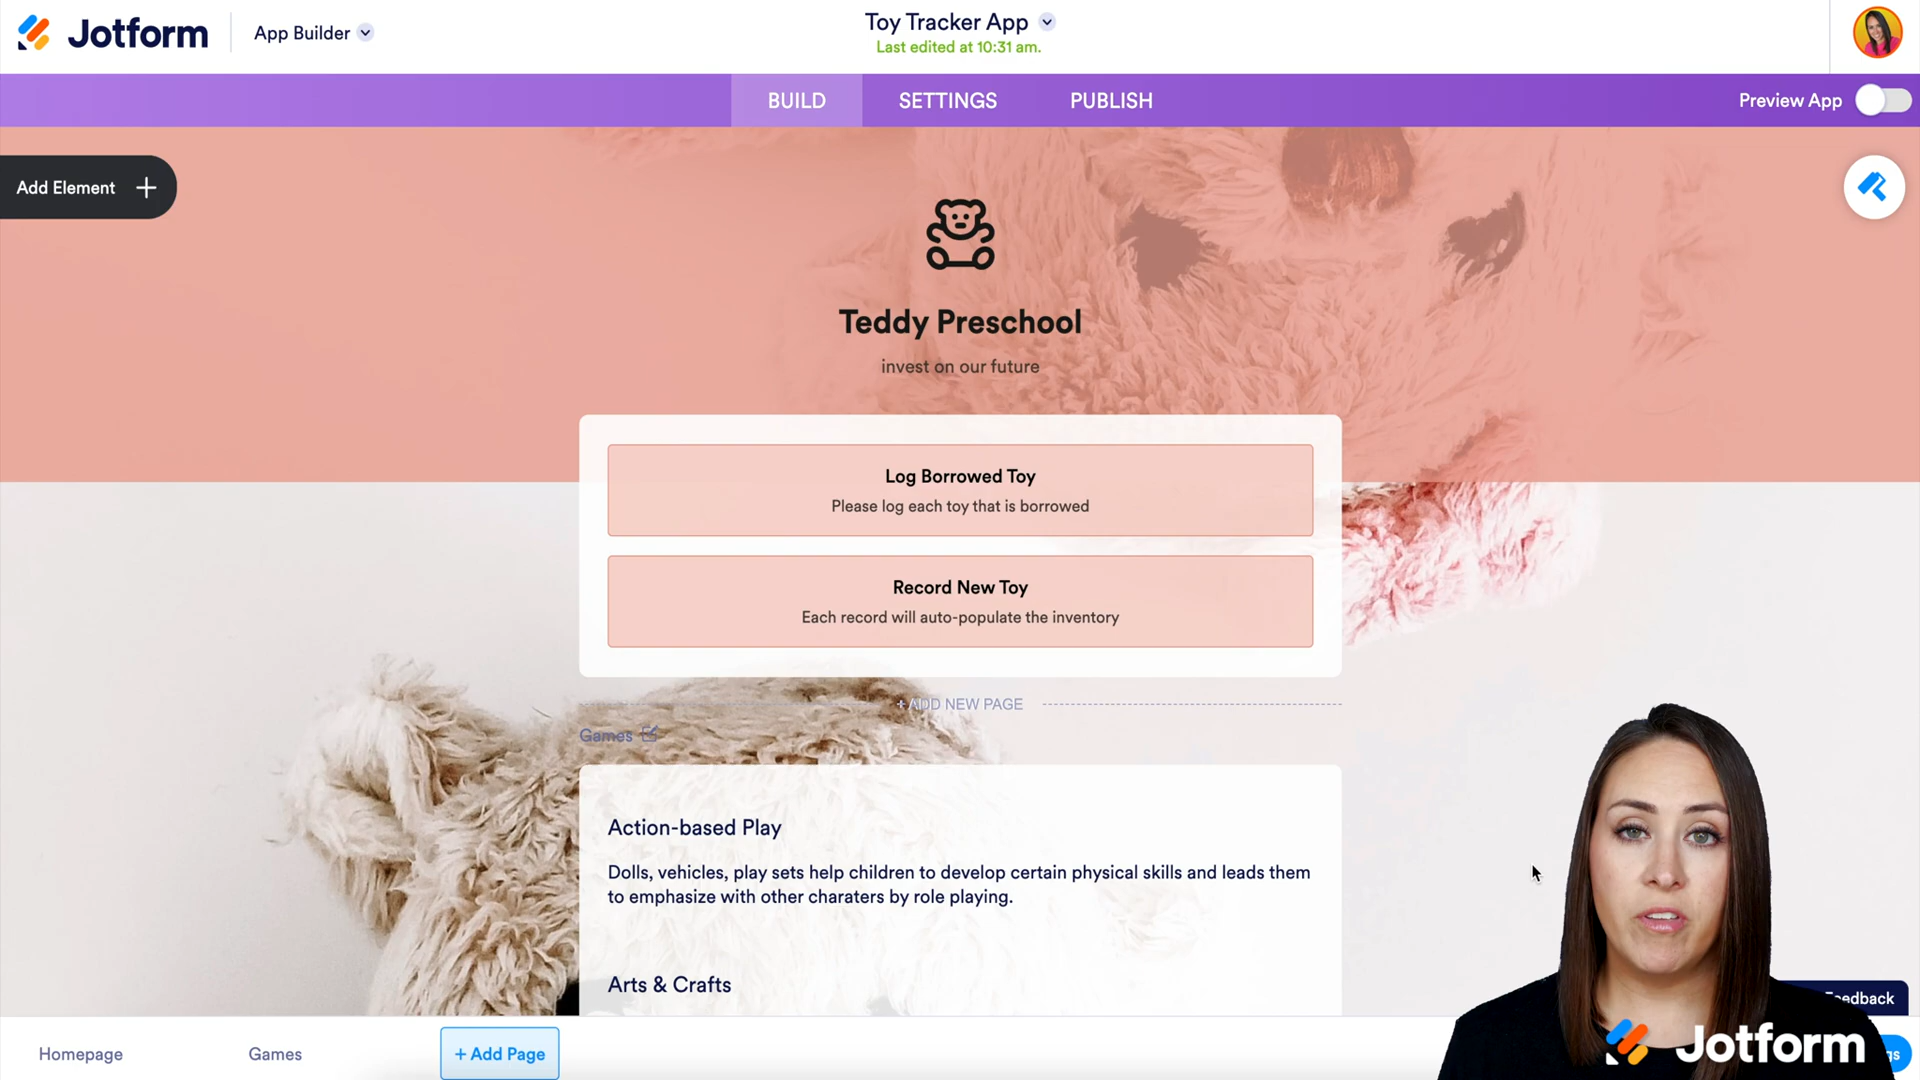 Jotform
App Builder
Toy Tracker App
Last edited at 10:31 am.
BUILD
SETTINGS
PUBLISH
Preview App
Add Element
Teddy Preschool
invest on our future
Log Borrowed Toy
Please log each toy that is borrowed
Record New Toy
Each record will auto-populate the inventory
+ ADD NEW PAGE
Games
Action-based Play
Dolls, vehicles, play sets help children to develop certain physical skills and leads them
to emphasize with other charaters by role playing.
Arts & Crafts
Feedback
Homepage
Games
+ Add Page
Jotform